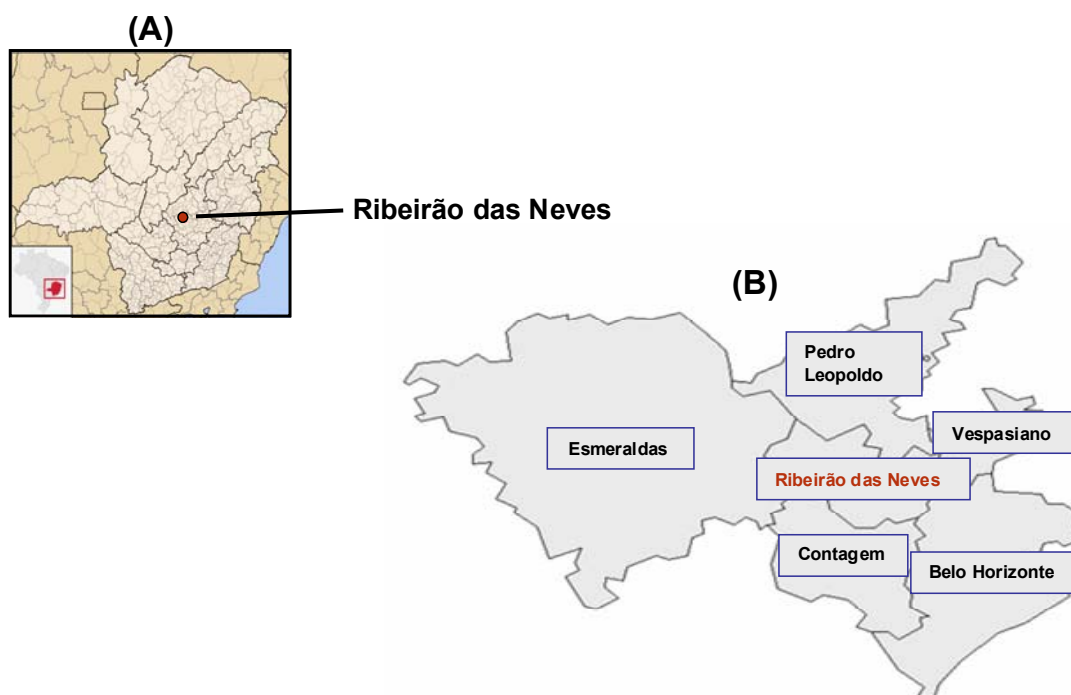 (A)
Ribeirão das Neves
(B)
Pedro
Leopoldo
Vespasiano
Esmeraldas
Ribeirão das Neves
Contagem
Belo Horizonte